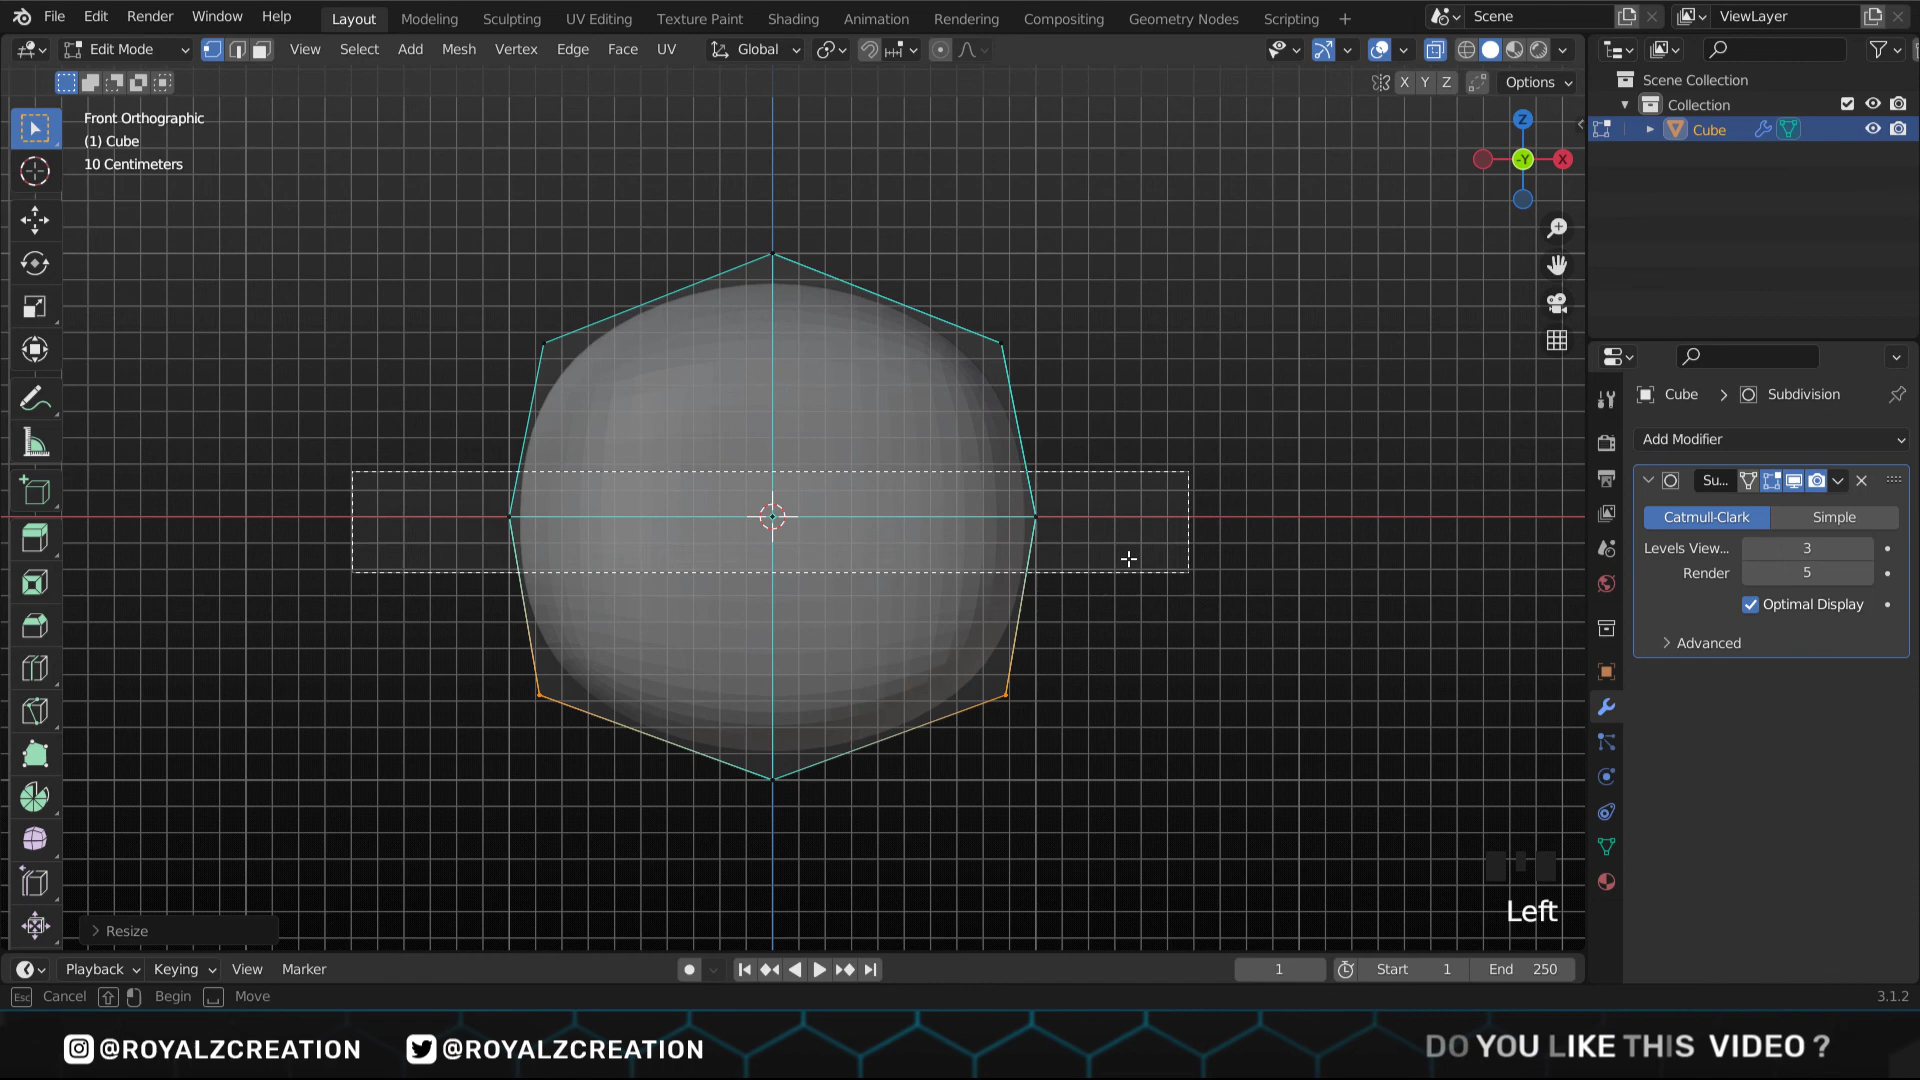 File Edit Render Window Help Layout Modeling Sculpting UV Editing Texture Paint Shading Animation Rendering Compositing Geometry Nodes Scripting + Scene ViewLayer
Edit Mode View Select Add Mesh Vertex Edge Face UV Global
X Y Z Options
Scene Collection
Collection
Cube
Front Orthographic
(1) Cube
10 Centimeters
Z
-Y X
Cube > Subdivision
Add Modifier
Su...
Catmull-Clark Simple
Levels View... 3
Render 5
Optimal Display
> Advanced
Left
> Resize
Playback Keying View Marker 1 Start 1 End 250
Esc Cancel Begin Move 3.1.2
@ROYALZCREATION @ROYALZCREATION DO YOU LIKE THIS VIDEO ?